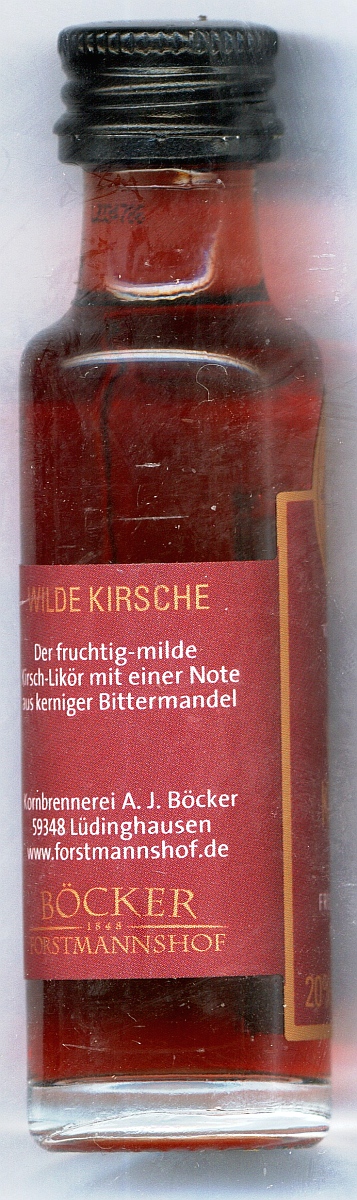 WILDE KIRSCHE
Der fruchtig-milde
Kirsch-Likör mit einer Note
aus kerniger Bittermandel
Kornbrennerei A. J. Böcker
59348 Lüdinghausen
www.forstmannshof.de
BÖCKER
1848
FORSTMANNSHOF
20%